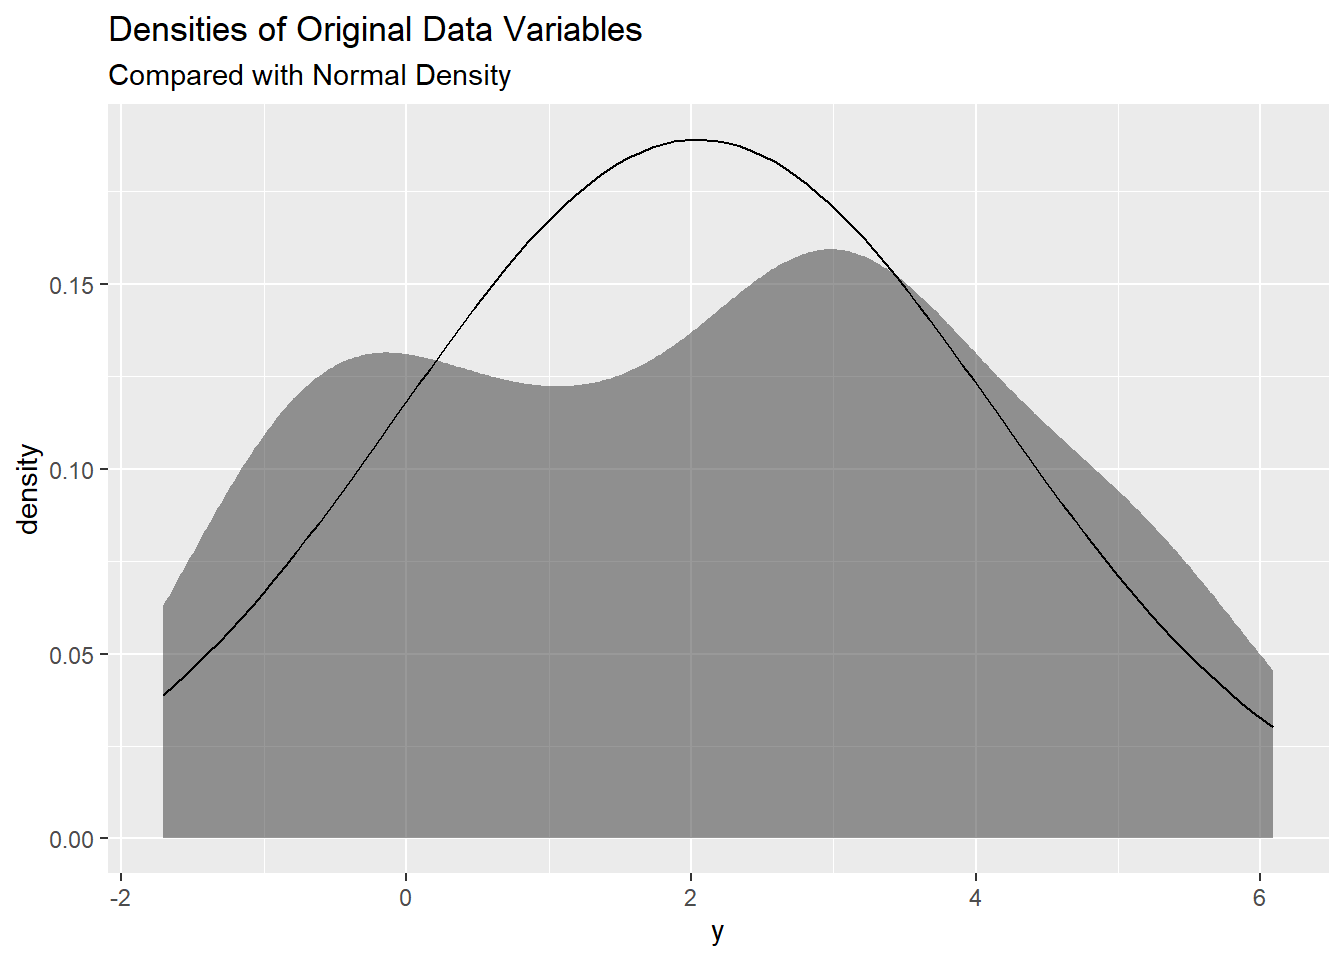 Densities of Original Data Variables
Compared with Normal Density
density
0.15
0.10
0.05
0.00
-2 0 2 4 6
y